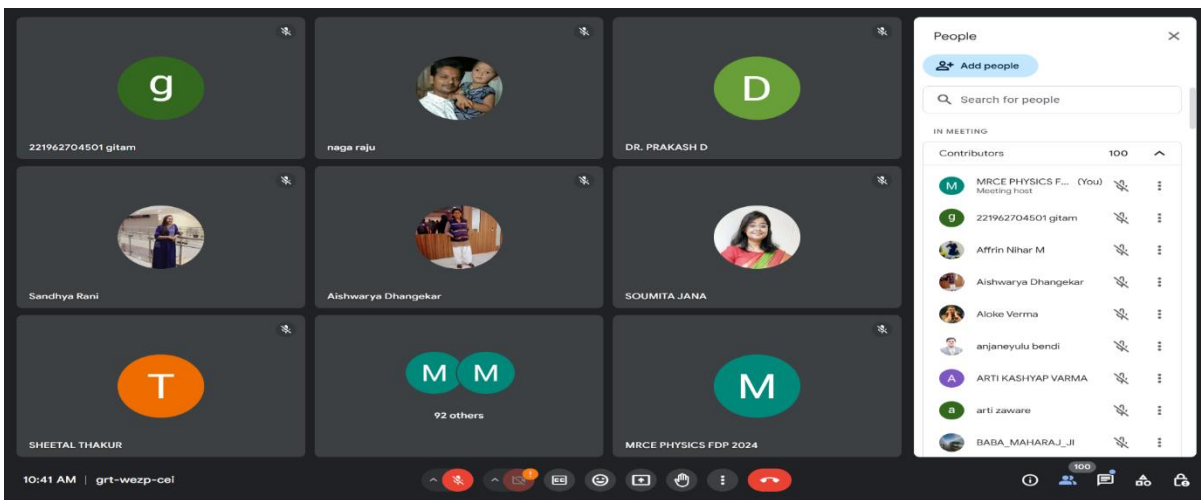 g
221962704501 gitam
naga raju
D
DR. PRAKASH D
Sandhya Rani
Aishwarya Dhangekar
SOUMITA JANA
T
SHEETAL THAKUR
M M
92 others
M
MRCE PHYSICS FDP 2024
People
Add people
Search for people
IN MEETING
Contributors 100
M MRCE PHYSICS F... (You)
Meeting host
g 221962704501 gitam
Affrin Nihar M
Aishwarya Dhangekar
Aloke Verma
anjaneyulu bendi
A ARTI KASHYAP VARMA
a arti zaware
BABA_MAHARAJ_JI
10:41 AM | grt-wezp-cei
CC
100